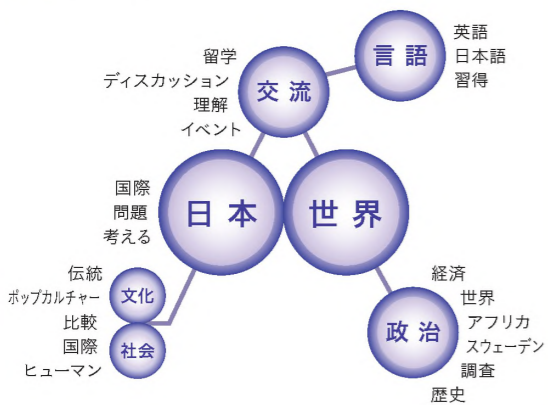 英語
日本語
習得
言語
留学
ディスカッション
理解
イベント
交流
国際
問題
考える
日本
世界
伝統
ポップカルチャー
比較
国際
ヒューマン
文化
社会
経済
世界
アフリカ
スウェーデン
調査
歴史
政治